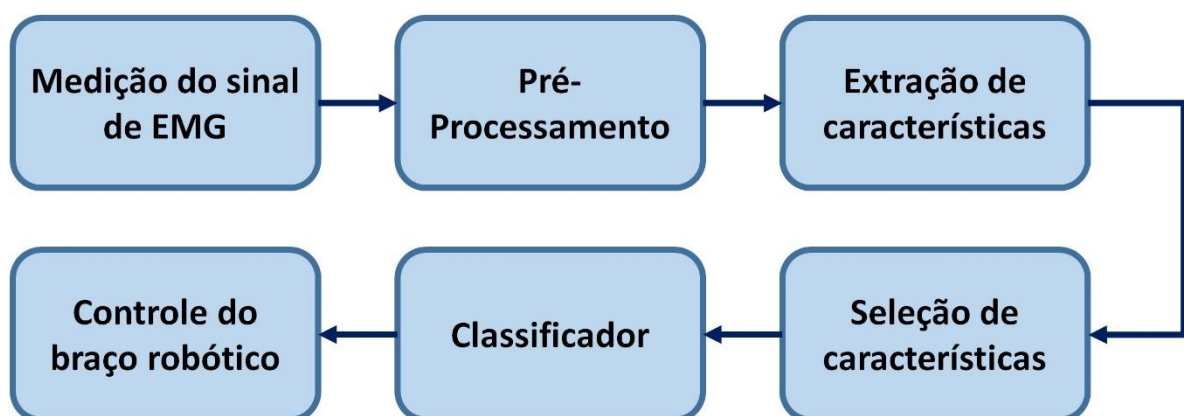 Medição do sinal
de EMG
Pré-
Processamento
Extração de
características
Seleção de
características
Classificador
Controle do
braço robótico